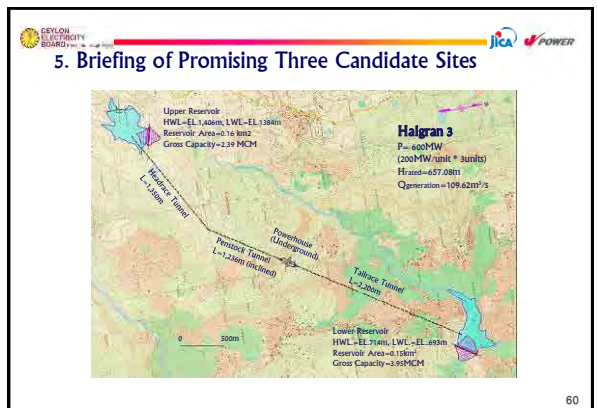 CEYLON
ELECTRICITY
BOARD
JICA
J POWER
5. Briefing of Promising Three Candidate Sites
Upper Reservoir
HWL=EL.1,406m, LWL=EL.1384m
Reservoir Area=0.16 km2
Gross Capacity=2.39 MCM
Halgran 3
P= 600MW
(200MW/unit * 3units)
Hrated=657.08m
Qgeneration=109.62m³/s
Headrace Tunnel
L=1,350m
Powerhouse
(Underground)
Penstock Tunnel
L=1,236m (inclined)
Tailrace Tunnel
L=2,200m
Lower Reservoir
HWL=EL.714m, LWL=EL.693m
Reservoir Area=0.15km²
Gross Capacity=3.95MCM
0 500m
60